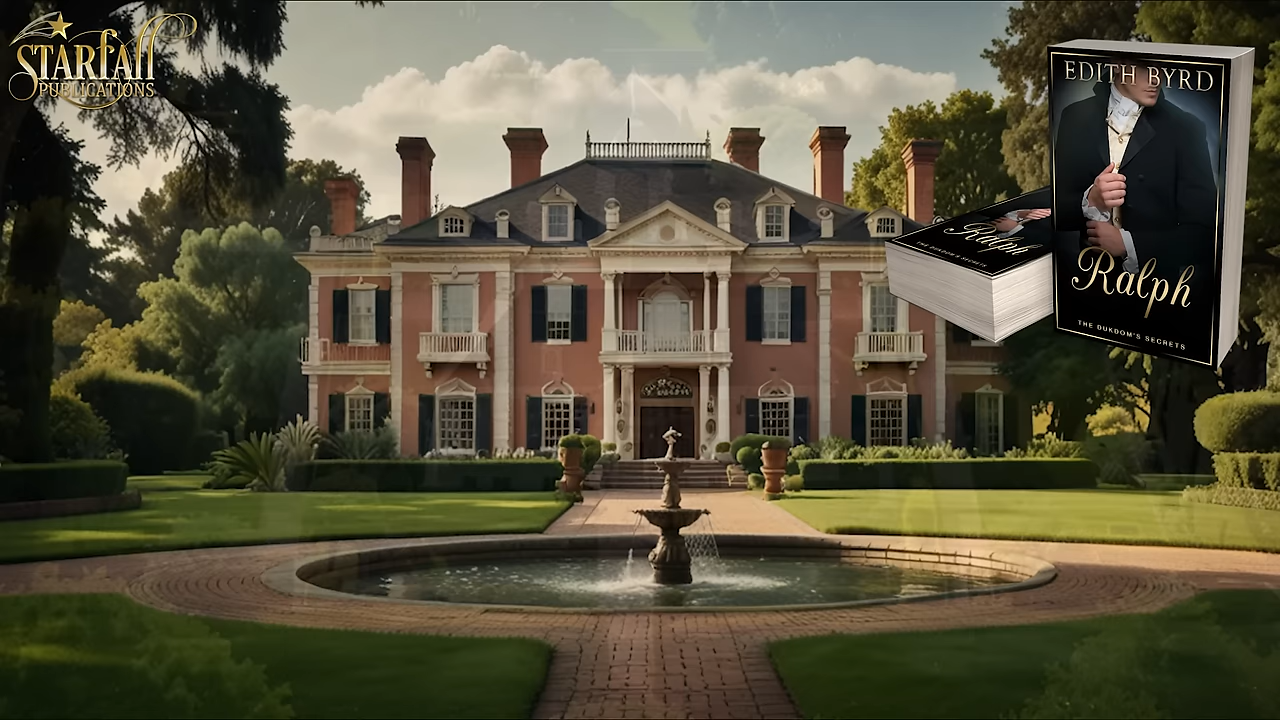 STARfall
PUBLICATIONS
EDITH BYRD
Ralph
THE DUKDOM'S SECRETS
Ralph
THE DUKDOM'S SECRETS